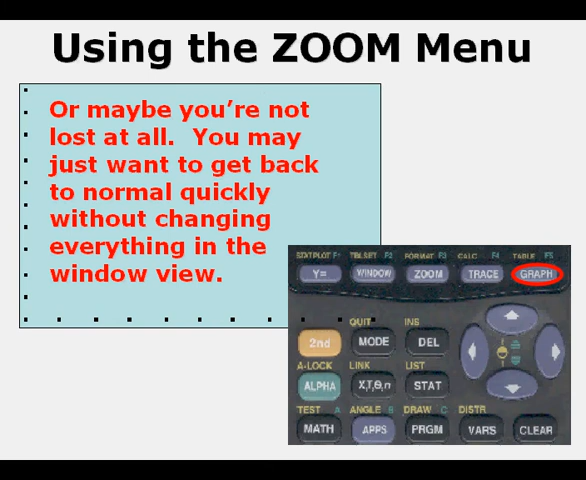 Using the ZOOM Menu
Or maybe you're not
lost at all.  You may
just want to get back
to normal quickly
without changing
everything in the
window view.
STATPLOT F1 TBLSET F2 FORMAT F3 CALC F4 TABLE F5
Y= WINDOW ZOOM TRACE GRAPH
QUIT INS
2nd MODE DEL
A-LOCK LINK LIST
ALPHA X,T,Θ,n STAT
TEST A ANGLE B DRAW C DISTR
MATH APPS PRGM VARS CLEAR